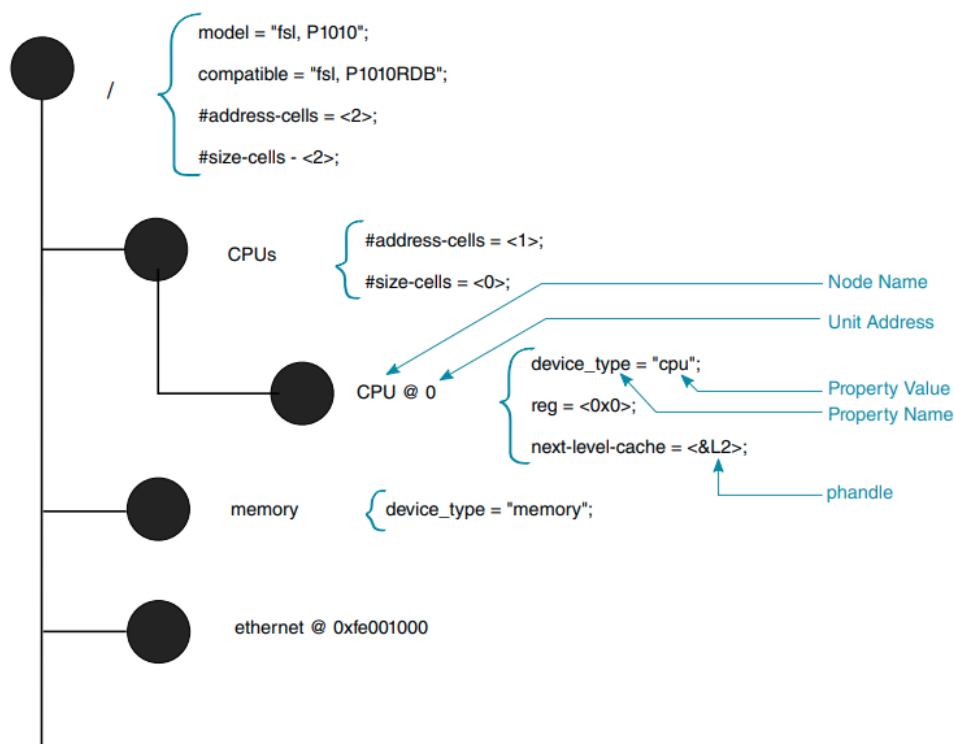 model = "fsl, P1010";
/
compatible = "fsl, P1010RDB";
#address-cells = <2>;
#size-cells - <2>;
CPUs
#address-cells = <1>;
#size-cells = <0>;
Node Name
Unit Address
CPU @ 0
device_type = "cpu";
Property Value
reg = <0x0>;
Property Name
next-level-cache = <&L2>;
phandle
memory
device_type = "memory";
ethernet @ 0xfe001000